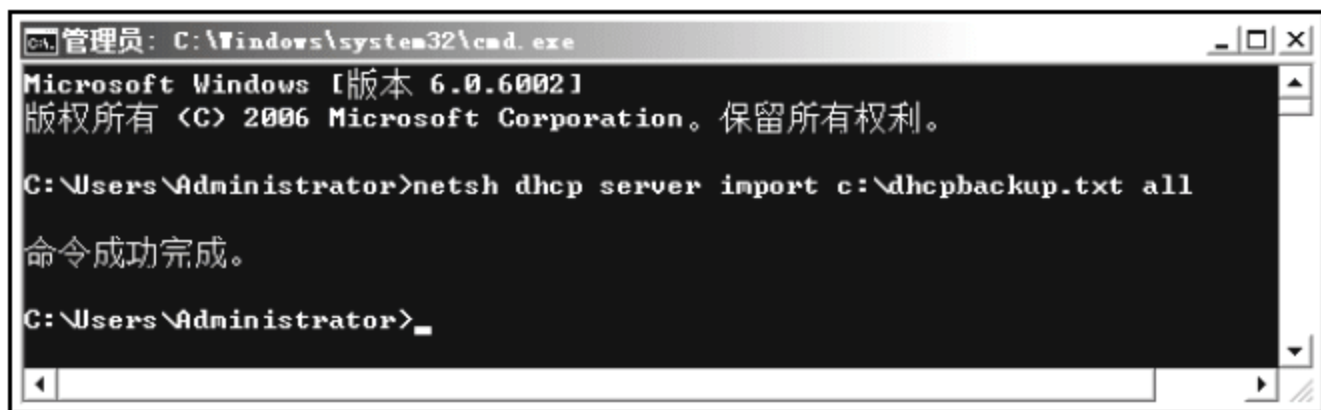 管理员: C:\Windows\system32\cmd.exe
Microsoft Windows [版本 6.0.6002]
版权所有 (C) 2006 Microsoft Corporation。保留所有权利。
C:\Users\Administrator>netsh dhcp server import c:\dhcpbackup.txt all
命令成功完成。
C:\Users\Administrator>_